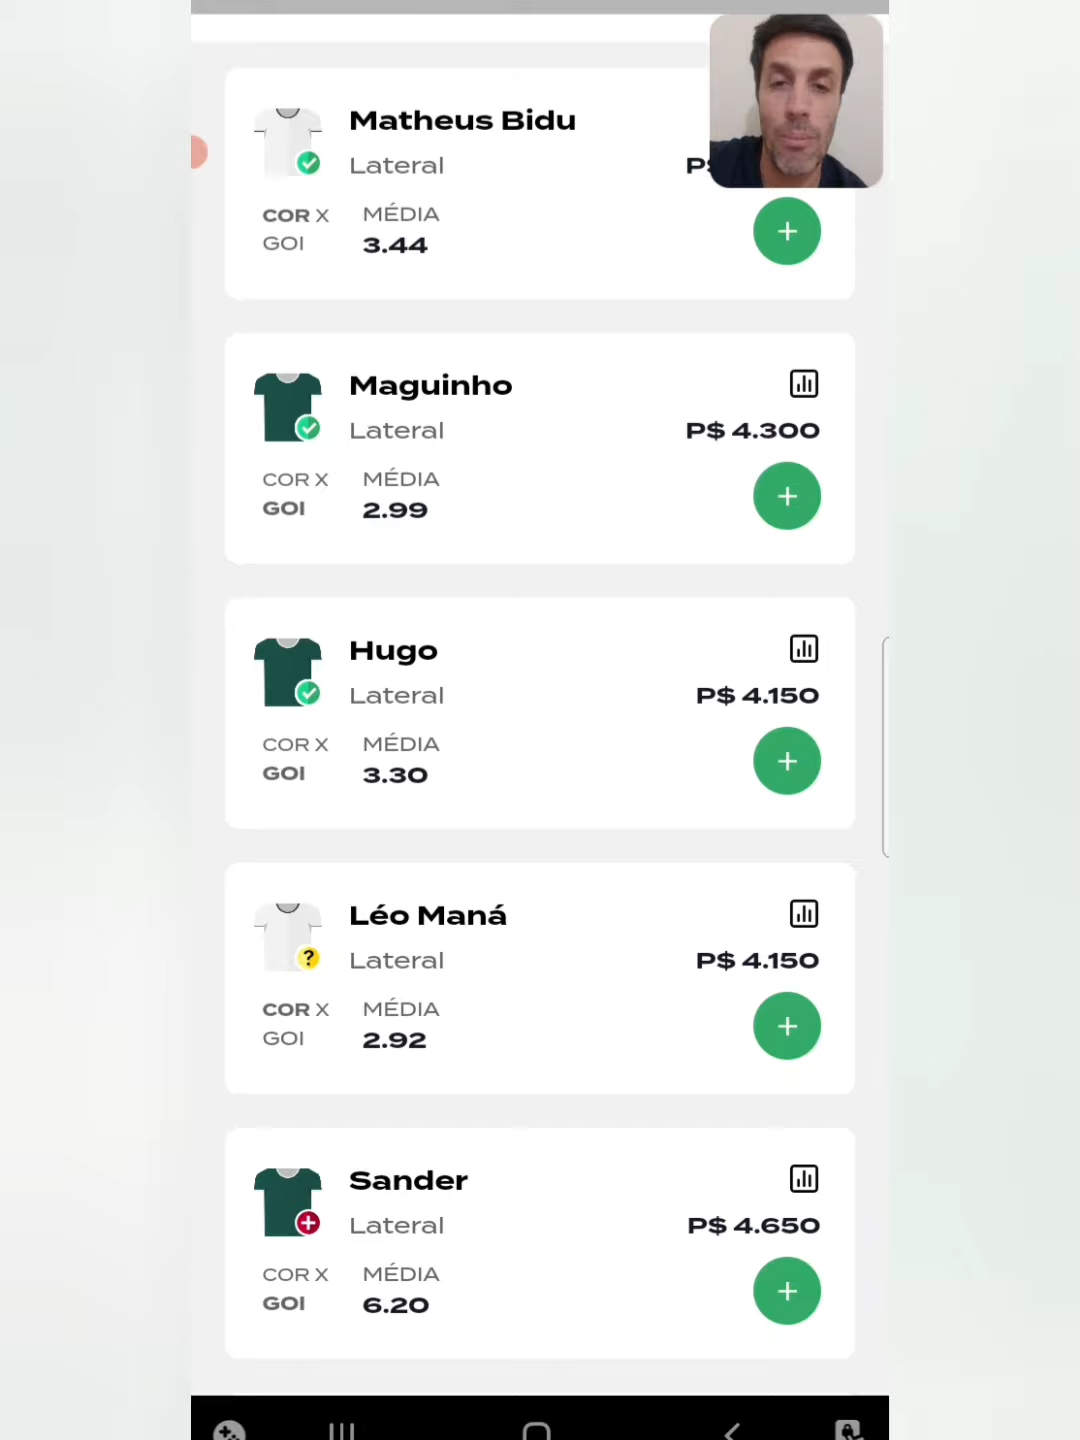 Matheus Bidu
Lateral
P$
COR X
GOI
MÉDIA
3.44
Maguinho
Lateral
P$ 4.300
COR X
GOI
MÉDIA
2.99
Hugo
Lateral
P$ 4.150
COR X
GOI
MÉDIA
3.30
Léo Maná
Lateral
P$ 4.150
?
COR X
GOI
MÉDIA
2.92
Sander
Lateral
P$ 4.650
COR X
GOI
MÉDIA
6.20